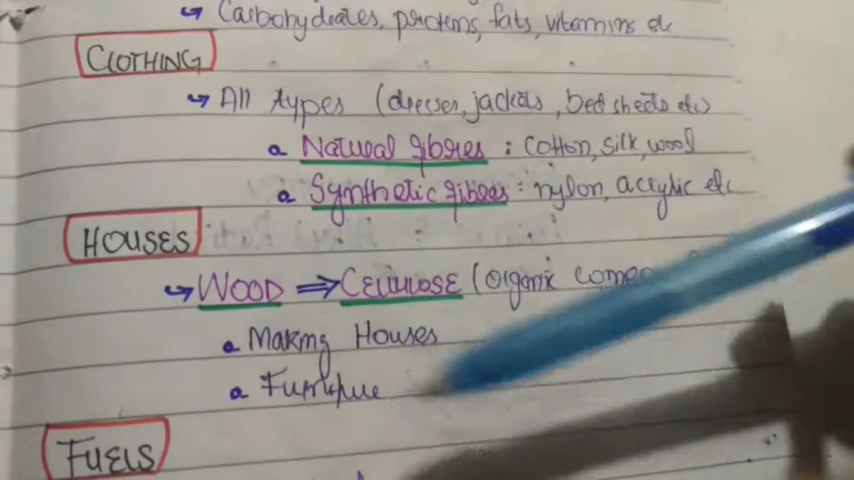 ↳ Carbohydrates, proteins, fats, vitamins etc
CLOTHING
↳ All types (dresses, jackets, bed sheets etc)
Natural fibres : cotton, silk, wool
Synthetic fibres : nylon, acrylic etc
HOUSES
↳ WOOD ⇒ CELLULOSE (Organic
Making Houses
Furniture
FUELS